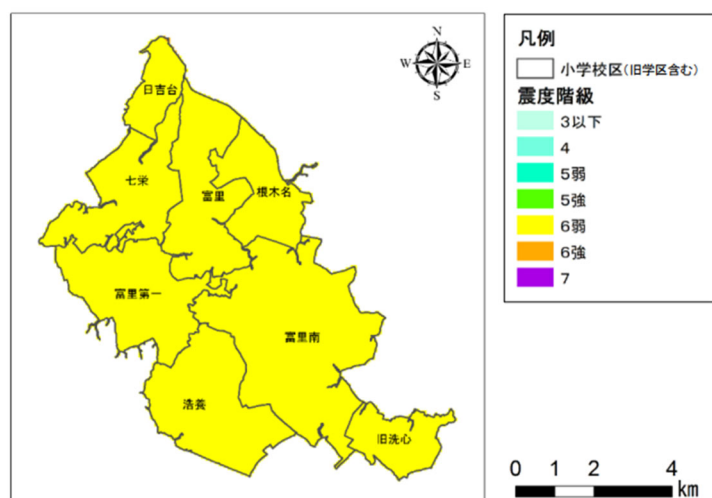 N
W E
S
日吉台
七栄
富里
根木名
富里第一
富里南
浩養
旧洗心
凡例
小学校区(旧学区含む)
震度階級
3以下
4
5弱
5強
6弱
6強
7
0 1 2 4
km